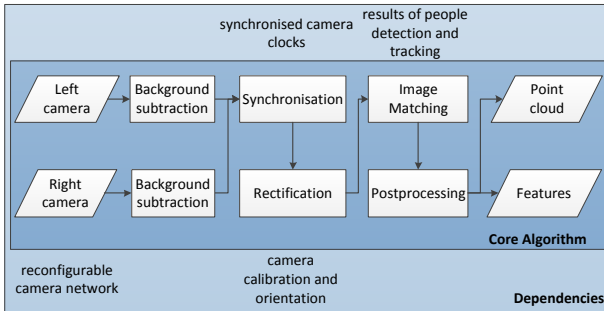 synchronised camera
clocks
results of people
detection and
tracking
Left
camera
Background
subtraction
Synchronisation
Image
Matching
Point
cloud
Right
camera
Background
subtraction
Rectification
Postprocessing
Features
Core Algorithm
reconfigurable
camera network
camera
calibration and
orientation
Dependencies